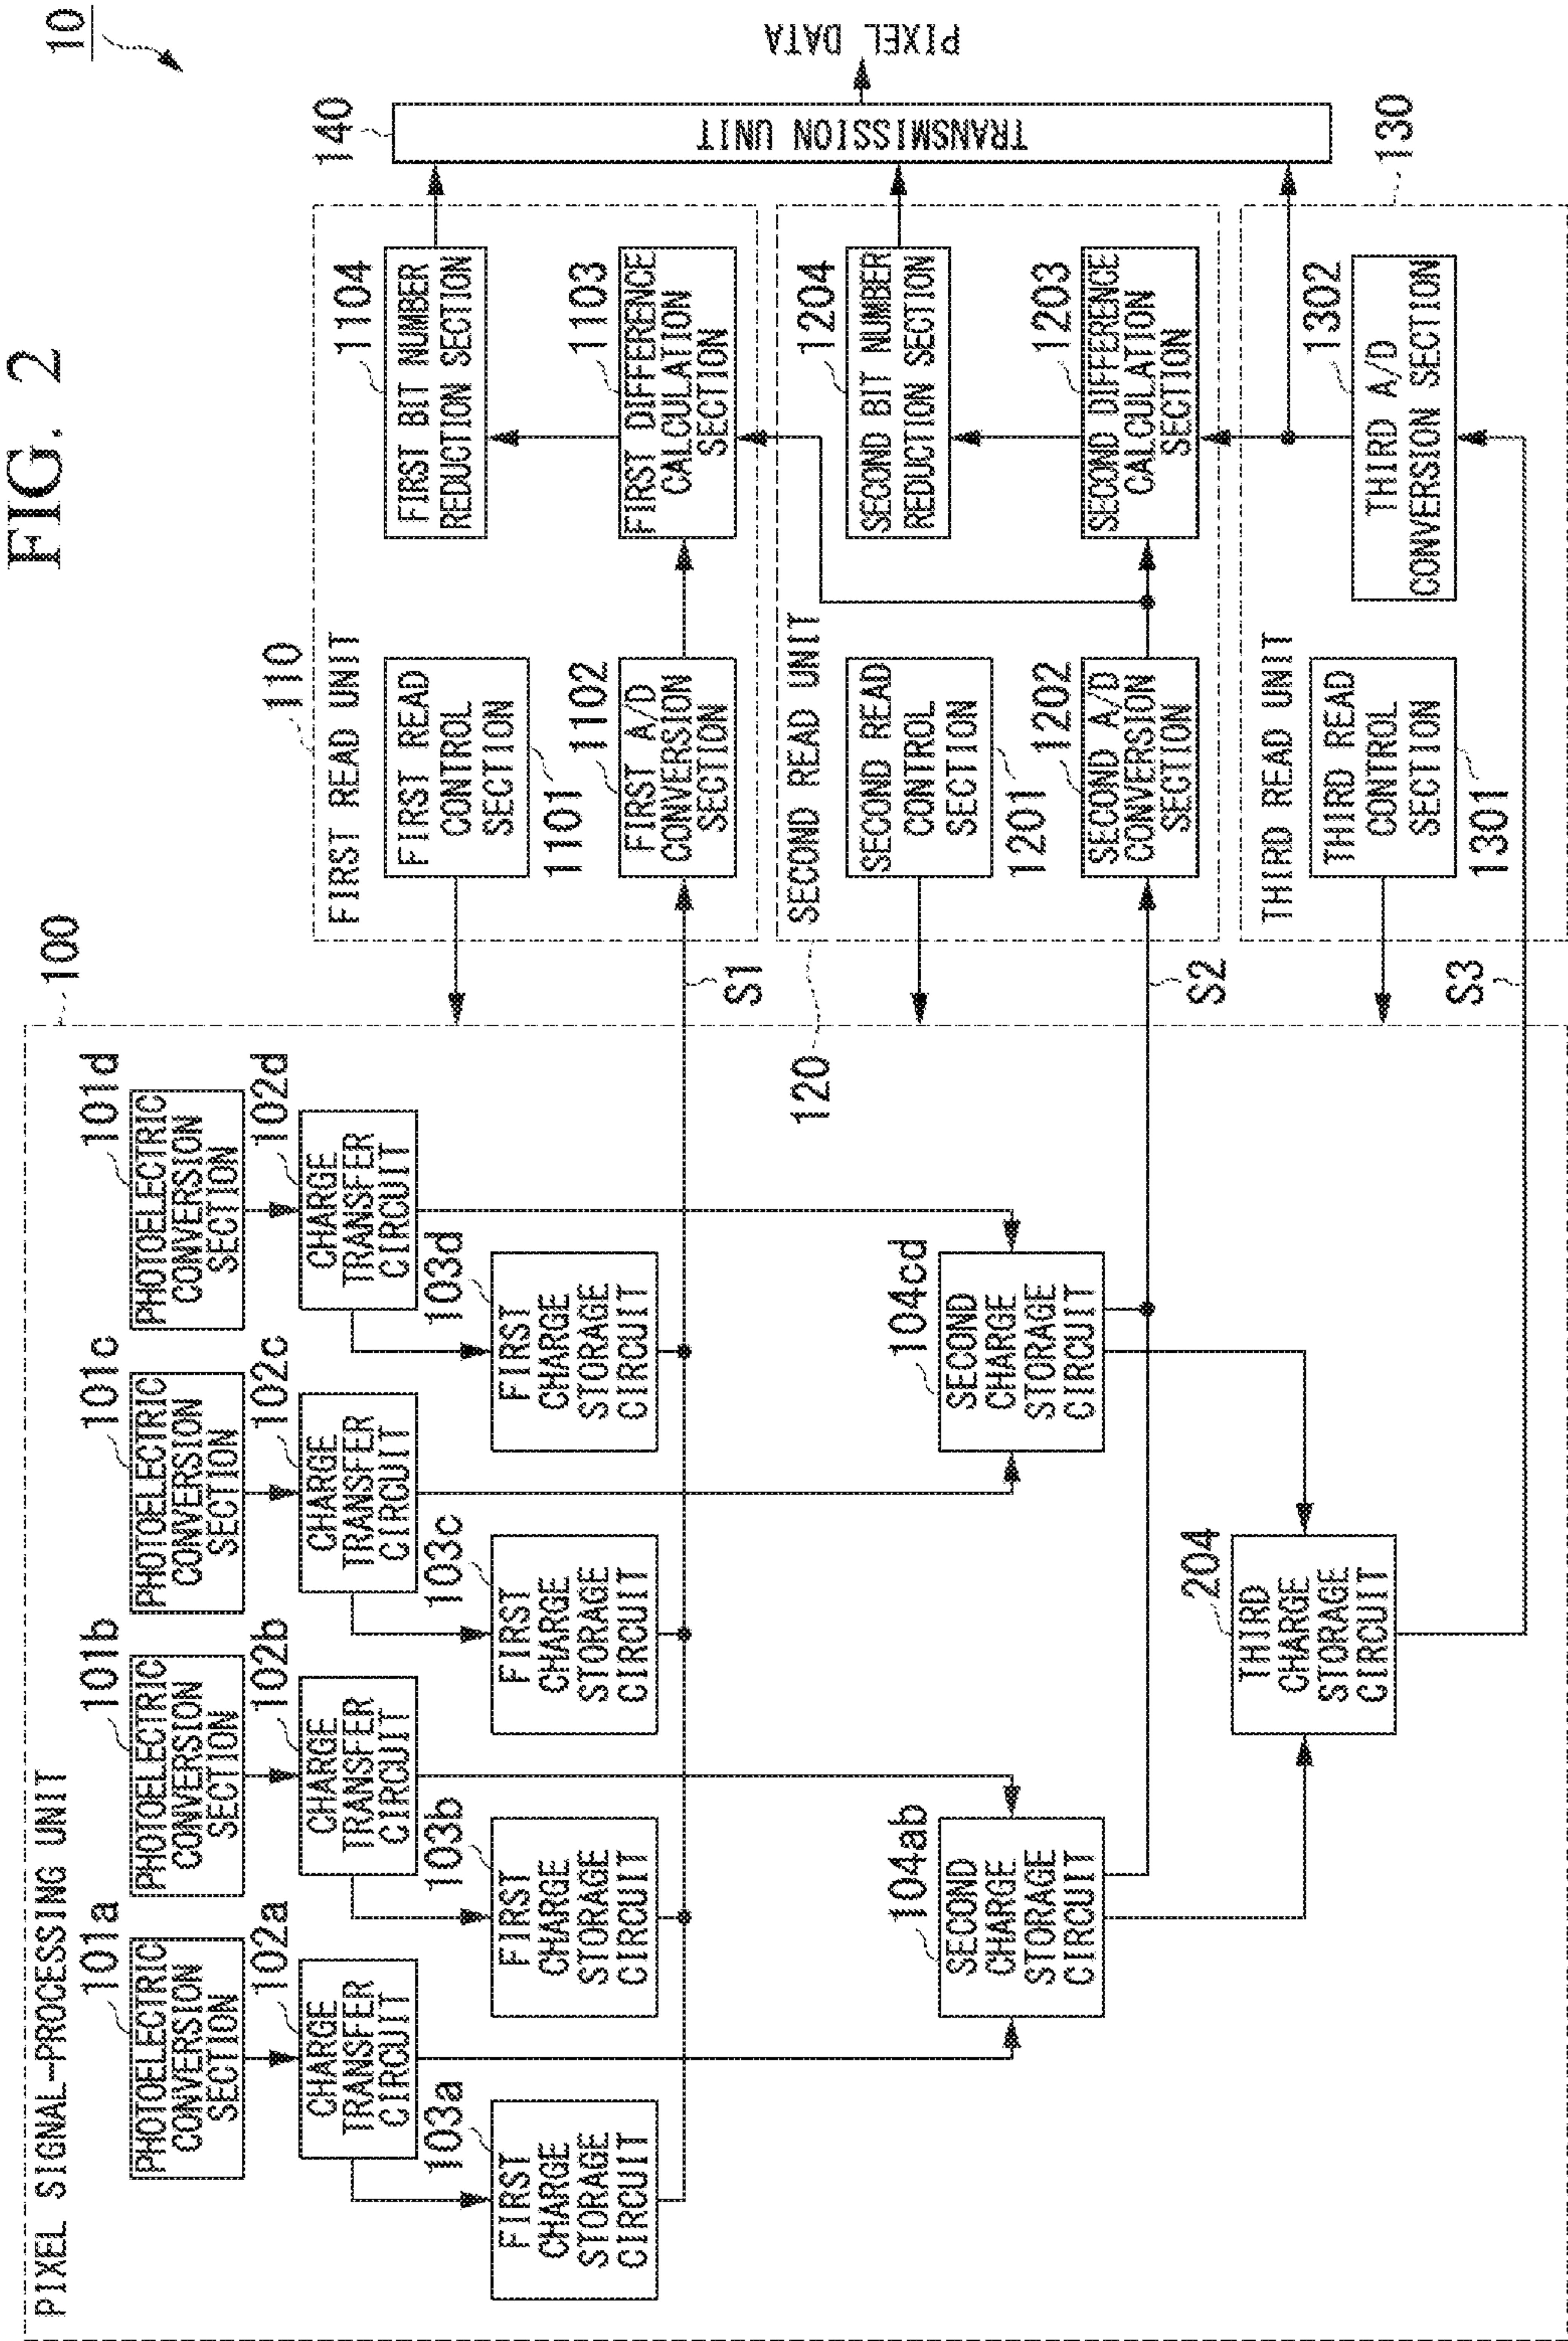 FIG. 2
10
100
PIXEL SIGNAL-PROCESSING UNIT
101a
PHOTOELECTRIC
CONVERSION
SECTION
101b
PHOTOELECTRIC
CONVERSION
SECTION
101c
PHOTOELECTRIC
CONVERSION
SECTION
101d
PHOTOELECTRIC
CONVERSION
SECTION
102a
CHARGE
TRANSFER
CIRCUIT
102b
CHARGE
TRANSFER
CIRCUIT
102c
CHARGE
TRANSFER
CIRCUIT
102d
CHARGE
TRANSFER
CIRCUIT
103a
FIRST
CHARGE
STORAGE
CIRCUIT
103b
FIRST
CHARGE
STORAGE
CIRCUIT
103c
FIRST
CHARGE
STORAGE
CIRCUIT
103d
FIRST
CHARGE
STORAGE
CIRCUIT
104ab
SECOND
CHARGE
STORAGE
CIRCUIT
104cd
SECOND
CHARGE
STORAGE
CIRCUIT
204
THIRD
CHARGE
STORAGE
CIRCUIT
S1
S2
S3
110
FIRST READ UNIT
FIRST READ
CONTROL
SECTION
1101
1102
FIRST A/D
CONVERSION
SECTION
1103
FIRST DIFFERENCE
CALCULATION
SECTION
1104
FIRST BIT NUMBER
REDUCTION SECTION
120
SECOND READ UNIT
SECOND READ
CONTROL
SECTION
1201
1202
SECOND A/D
CONVERSION
SECTION
1203
SECOND DIFFERENCE
CALCULATION
SECTION
1204
SECOND BIT NUMBER
REDUCTION SECTION
130
THIRD READ UNIT
THIRD READ
CONTROL
SECTION
1301
1302
THIRD A/D
CONVERSION SECTION
140
TRANSMISSION UNIT
PIXEL DATA